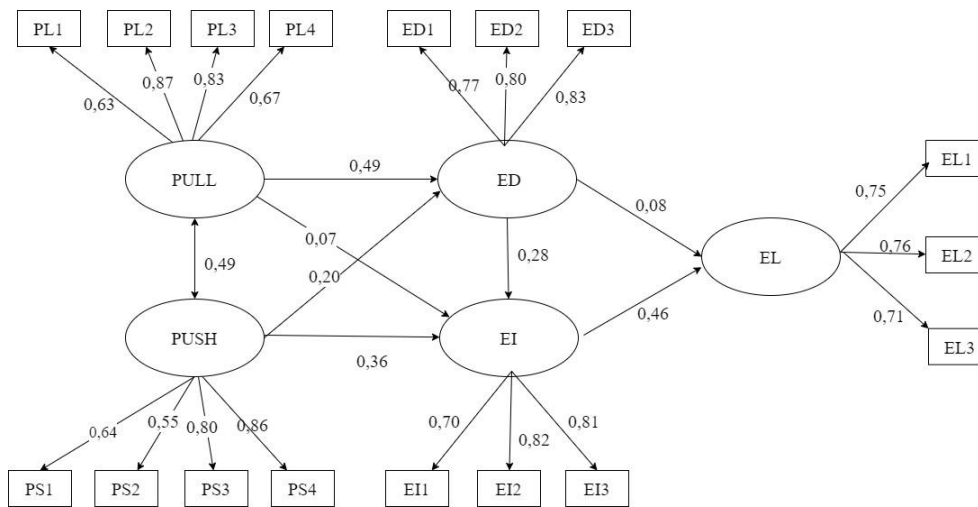 PL1 PL2 PL3 PL4 ED1 ED2 ED3
0,63 0,87 0,83 0,67 0,77 0,80 0,83
PULL 0,49 ED
0,07 0,08
0,49 0,20 0,28
EL
0,75 EL1
0,76 EL2
0,71 EL3
PUSH 0,36 EI 0,46
0,64 0,55 0,80 0,86 0,70 0,82 0,81
PS1 PS2 PS3 PS4 EI1 EI2 EI3